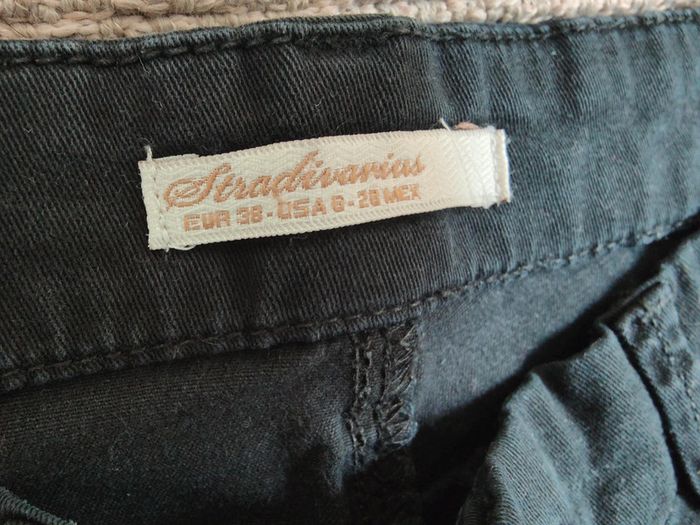 Stradivarius
EUR 38 - USA 6 - 28 MEX